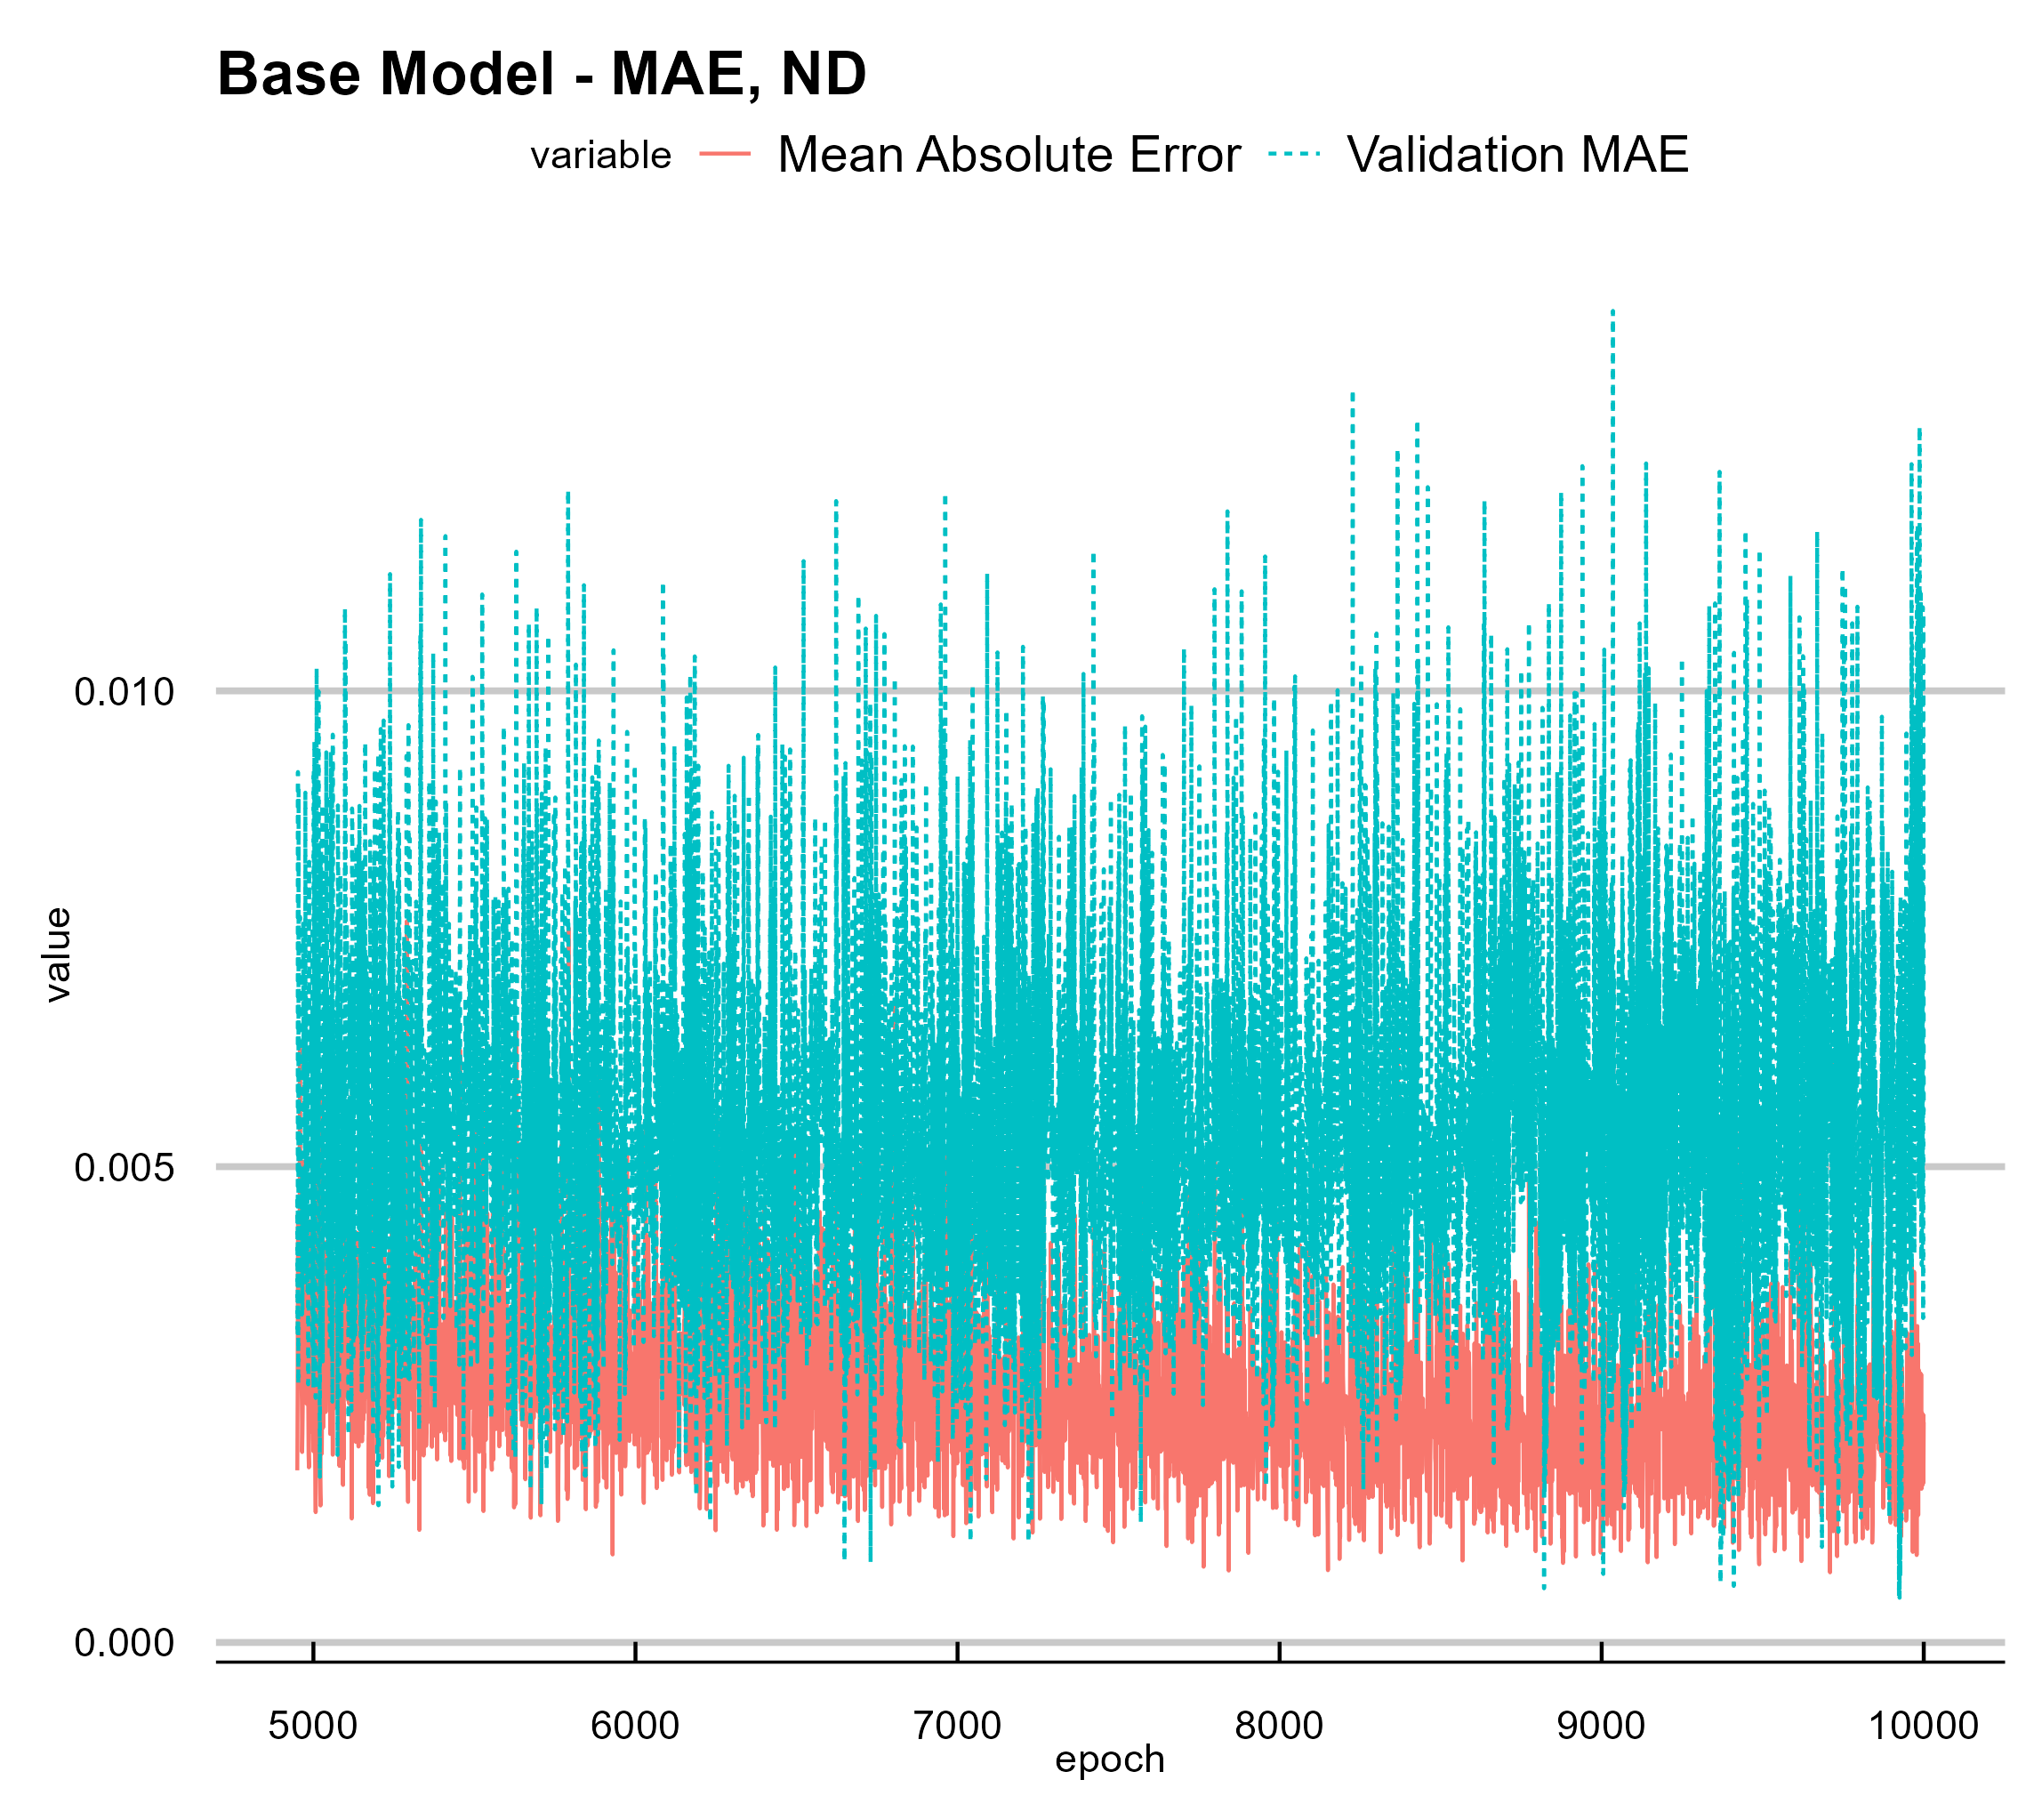 Base Model - MAE, ND
variable Mean Absolute Error Validation MAE
0.010
0.005
0.000
value
5000 6000 7000 8000 9000 10000
epoch